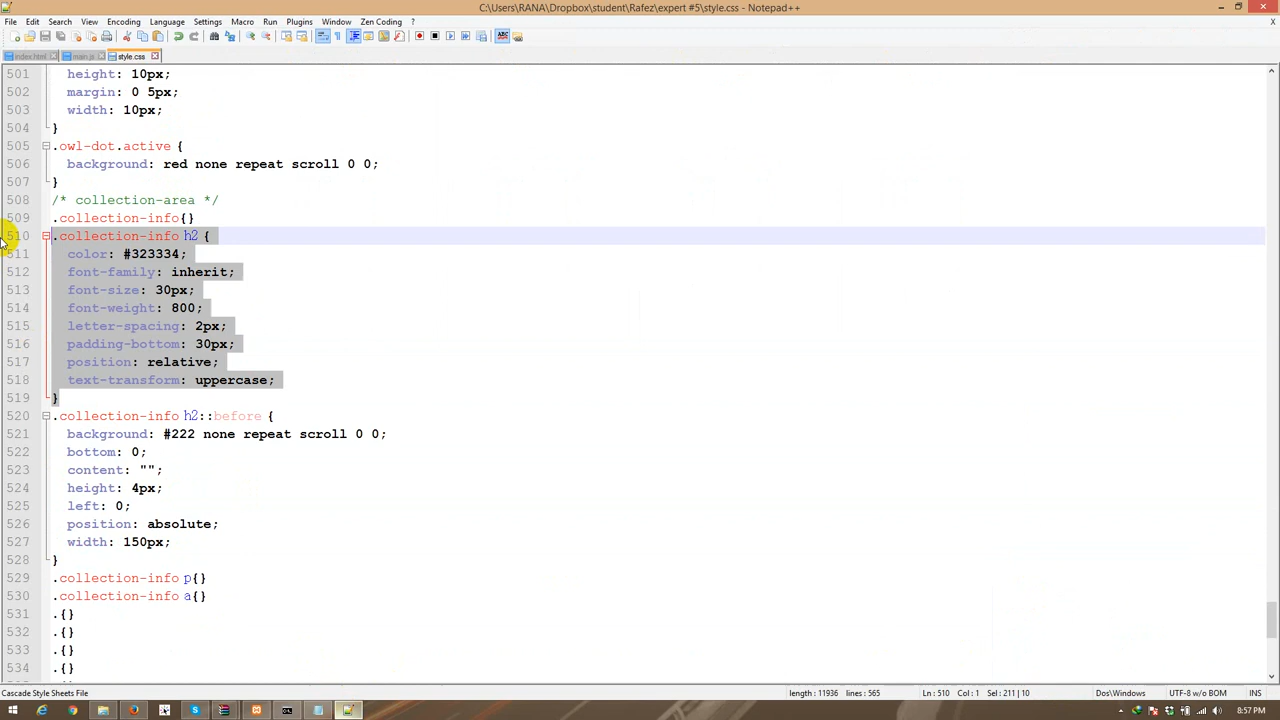 C:\Users\RANA\Dropbox\student\Rafez\expert #5\style.css - Notepad++
File Edit Search View Encoding Language Settings Macro Run Plugins Window Zen Coding ?
index.html main.js style.css
501 height: 10px;
502 margin: 0 5px;
503 width: 10px;
504 }
505 .owl-dot.active {
506 background: red none repeat scroll 0 0;
507 }
508 /* collection-area */
509 .collection-info{}
510 .collection-info h2 {
511 color: #323334;
512 font-family: inherit;
513 font-size: 30px;
514 font-weight: 800;
515 letter-spacing: 2px;
516 padding-bottom: 30px;
517 position: relative;
518 text-transform: uppercase;
519 }
520 .collection-info h2::before {
521 background: #222 none repeat scroll 0 0;
522 bottom: 0;
523 content: "";
524 height: 4px;
525 left: 0;
526 position: absolute;
527 width: 150px;
528 }
529 .collection-info p{}
530 .collection-info a{}
531 .{}
532 .{}
533 .{}
534 .{}
Cascade Style Sheets File length : 11936 lines : 565 Ln : 510 Col : 1 Sel : 211 | 10 Dos\Windows UTF-8 w/o BOM INS
8:57 PM